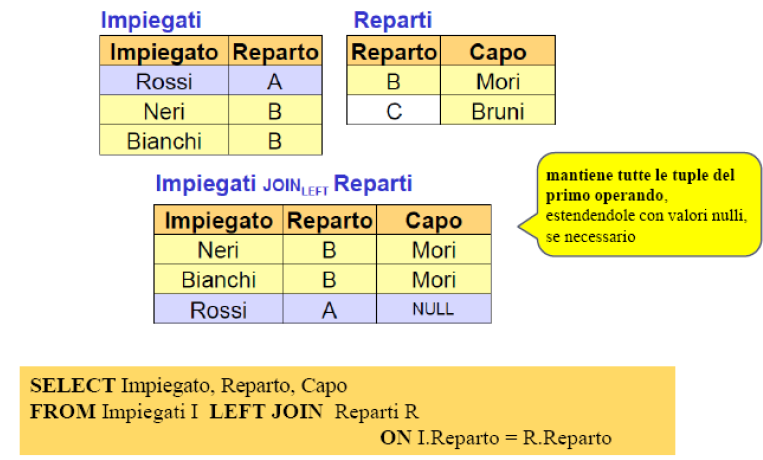 Impiegati Reparti
Impiegato Reparto Reparto Capo
Rossi A B Mori
Neri B C Bruni
Bianchi B
Impiegati JOINLEFT Reparti
mantiene tutte le tuple del
primo operando,
estendendole con valori nulli,
se necessario
Impiegato Reparto Capo
Neri B Mori
Bianchi B Mori
Rossi A NULL
SELECT Impiegato, Reparto, Capo
FROM Impiegati I LEFT JOIN Reparti R
ON I.Reparto = R.Reparto